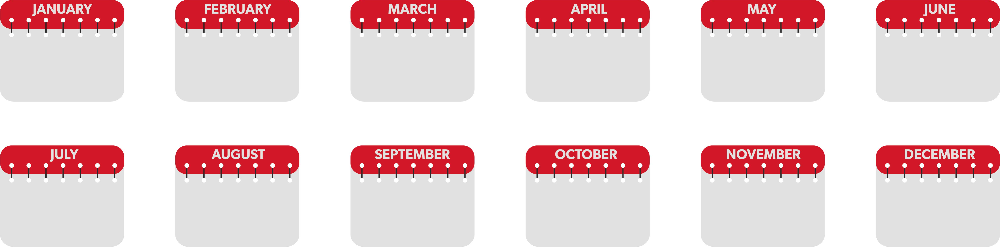 JANUARY
FEBRUARY
MARCH
APRIL
MAY
JUNE
JULY
AUGUST
SEPTEMBER
OCTOBER
NOVEMBER
DECEMBER